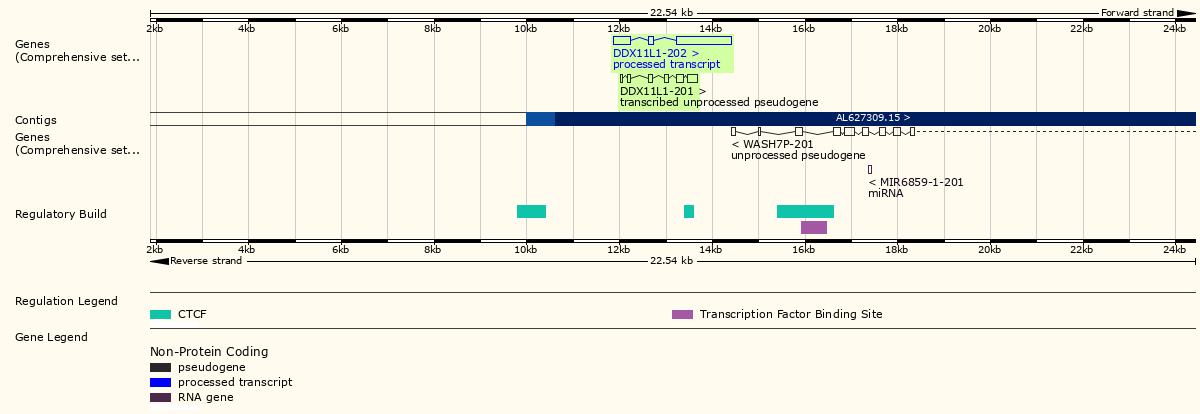 22.54 kb
Forward strand
2kb 4kb 6kb 8kb 10kb 12kb 14kb 16kb 18kb 20kb 22kb 24kb
Genes
(Comprehensive set...
DDX11L1-202 >
processed transcript
DDX11L1-201 >
transcribed unprocessed pseudogene
Contigs
AL627309.15 >
Genes
(Comprehensive set...
< WASH7P-201
unprocessed pseudogene
< MIR6859-1-201
miRNA
Regulatory Build
2kb 4kb 6kb 8kb 10kb 12kb 14kb 16kb 18kb 20kb 22kb 24kb
Reverse strand
22.54 kb
Regulation Legend
CTCF
Transcription Factor Binding Site
Gene Legend
Non-Protein Coding
pseudogene
processed transcript
RNA gene